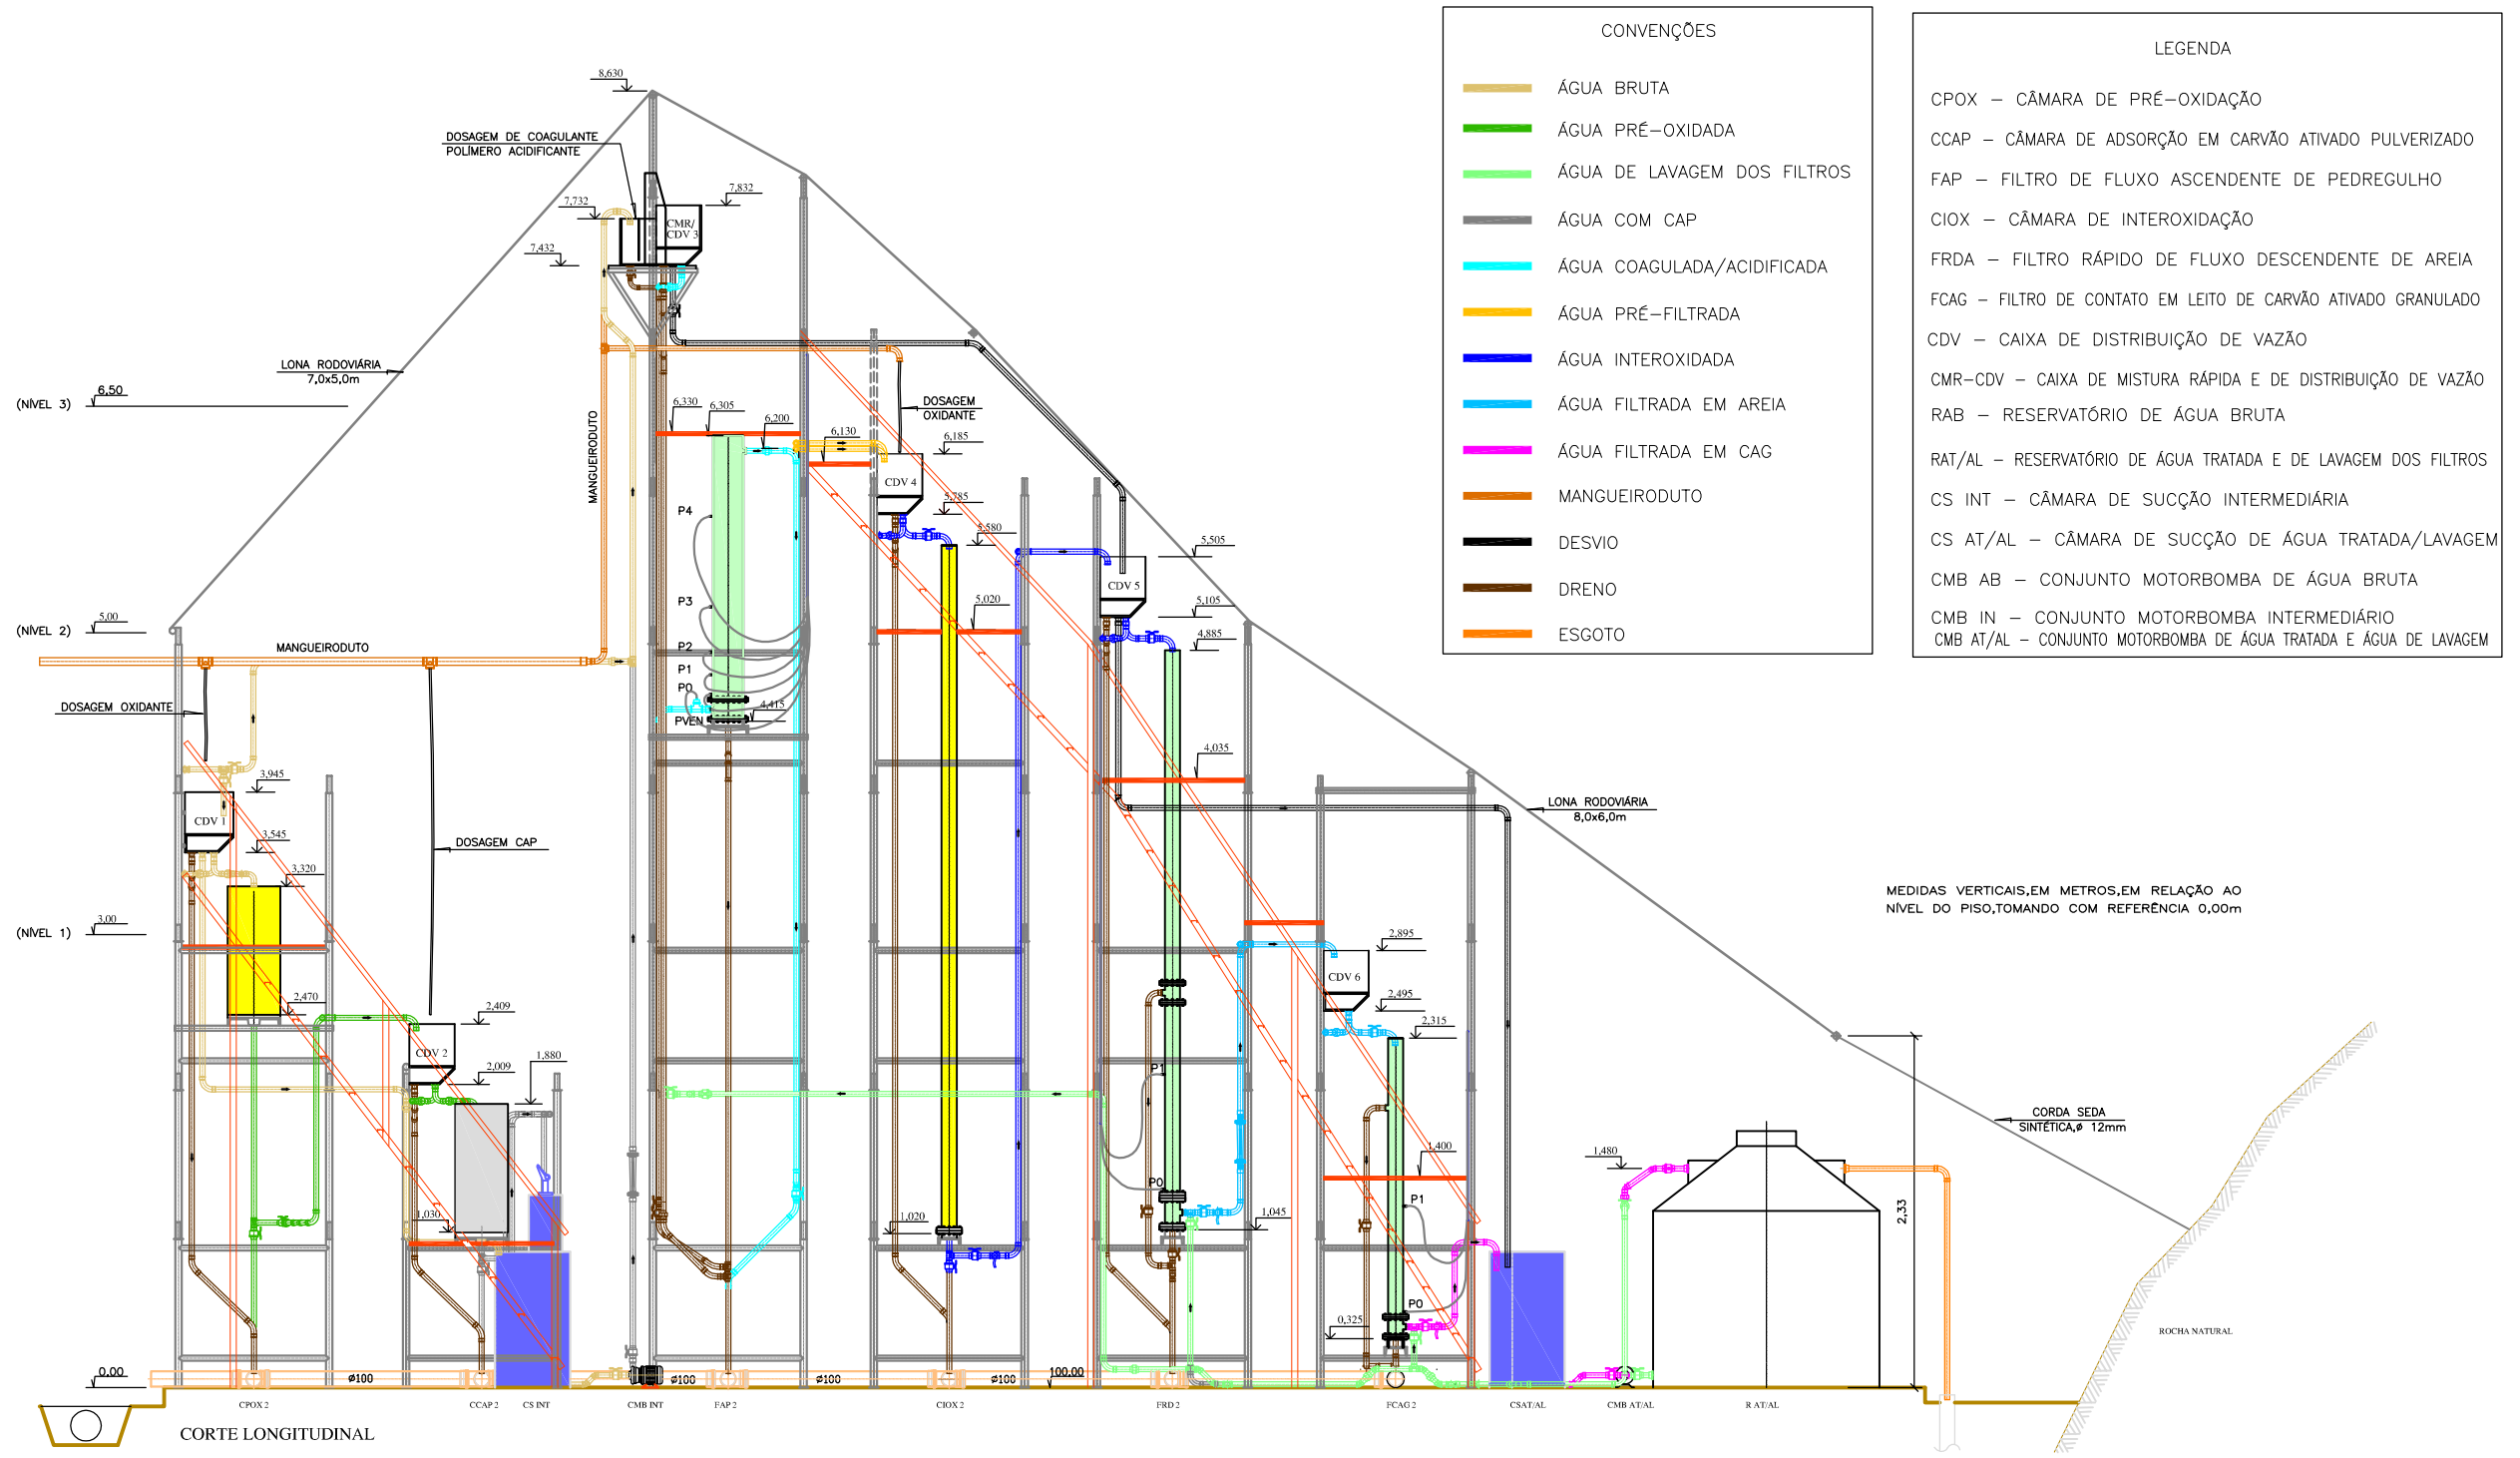 CONVENÇÕES
ÁGUA BRUTA
ÁGUA PRÉ-OXIDADA
ÁGUA DE LAVAGEM DOS FILTROS
ÁGUA COM CAP
ÁGUA COAGULADA/ACIDIFICADA
ÁGUA PRÉ-FILTRADA
ÁGUA INTEROXIDADA
ÁGUA FILTRADA EM AREIA
ÁGUA FILTRADA EM CAG
MANGUEIRODUTO
DESVIO
DRENO
ESGOTO
LEGENDA
CPOX - CÂMARA DE PRÉ-OXIDAÇÃO
CCAP - CÂMARA DE ADSORÇÃO EM CARVÃO ATIVADO PULVERIZADO
FAP - FILTRO DE FLUXO ASCENDENTE DE PEDREGULHO
CIOX - CÂMARA DE INTEROXIDAÇÃO
FRDA - FILTRO RÁPIDO DE FLUXO DESCENDENTE DE AREIA
FCAG - FILTRO DE CONTATO EM LEITO DE CARVÃO ATIVADO GRANULADO
CDV - CAIXA DE DISTRIBUIÇÃO DE VAZÃO
CMR-CDV - CAIXA DE MISTURA RÁPIDA E DE DISTRIBUIÇÃO DE VAZÃO
RAB - RESERVATÓRIO DE ÁGUA BRUTA
RAT/AL - RESERVATÓRIO DE ÁGUA TRATADA E DE LAVAGEM DOS FILTROS
CS INT - CÂMARA DE SUCÇÃO INTERMEDIÁRIA
CS AT/AL - CÂMARA DE SUCÇÃO DE ÁGUA TRATADA/LAVAGEM
CMB AB - CONJUNTO MOTORBOMBA DE ÁGUA BRUTA
CMB IN - CONJUNTO MOTORBOMBA INTERMEDIÁRIO
CMB AT/AL - CONJUNTO MOTORBOMBA DE ÁGUA TRATADA E ÁGUA DE LAVAGEM
8,630
DOSAGEM DE COAGULANTE
POLÍMERO ACIDIFICANTE
7,832
7,732
CMR/
CDV 3
7,432
LONA RODOVIÁRIA
7,0x5,0m
(NÍVEL 3)
6,50
MANGUEIRODUTO
6,330
6,305
6,200
6,130
DOSAGEM
OXIDANTE
6,185
CDV 4
5,785
5,580
P4
P3
P2
P1
P0
PVEN
4,415
5,020
5,505
CDV 5
5,105
4,885
4,035
(NÍVEL 2)
5,00
MANGUEIRODUTO
DOSAGEM OXIDANTE
3,945
CDV 1
3,545
3,320
DOSAGEM CAP
LONA RODOVIÁRIA
8,0x6,0m
MEDIDAS VERTICAIS,EM METROS,EM RELAÇÃO AO
NÍVEL DO PISO,TOMANDO COM REFERÊNCIA 0,00m
(NÍVEL 1)
3,00
2,470
2,409
CDV 2
2,009
1,880
1,030
2,895
CDV 6
2,495
2,315
P1
P0
1,020
1,045
1,400
P1
P0
0,325
1,480
2,33
CORDA SEDA
SINTÉTICA,ø 12mm
ROCHA NATURAL
0.00
ø100
ø100
ø100
ø100
100.00
CPOX 2
CCAP 2
CS INT
CMB INT
FAP 2
CIOX 2
FRD 2
FCAG 2
CSAT/AL
CMB AT/AL
R AT/AL
CORTE LONGITUDINAL